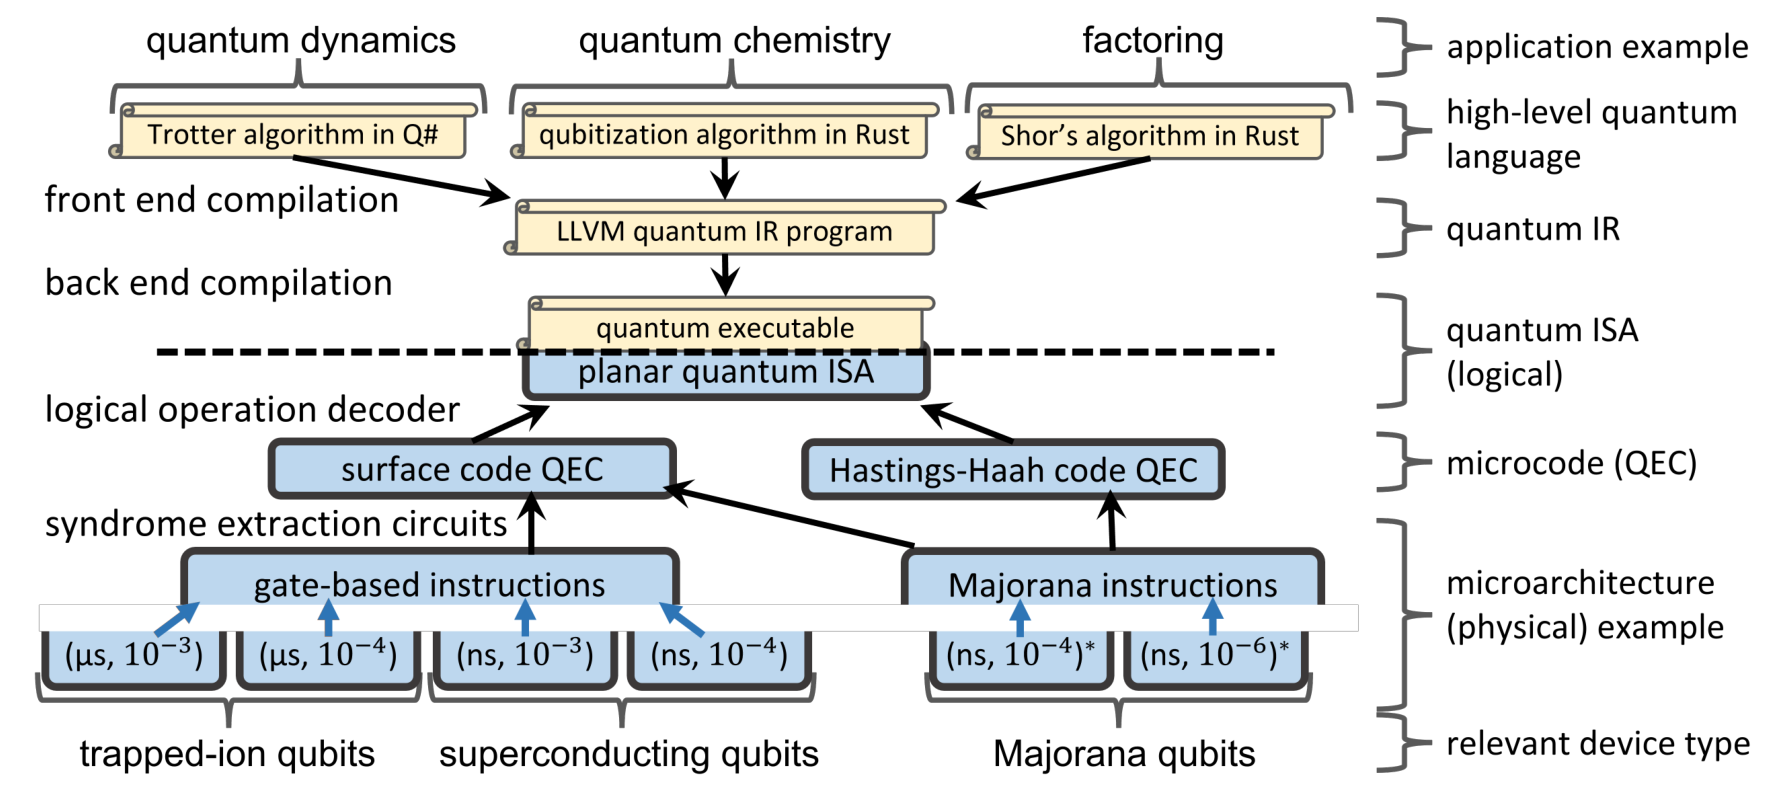 quantum dynamics
quantum chemistry
factoring
application example
Trotter algorithm in Q#
qubitization algorithm in Rust
Shor’s algorithm in Rust
high-level quantum
language
front end compilation
LLVM quantum IR program
quantum IR
back end compilation
quantum executable
planar quantum ISA
quantum ISA
(logical)
logical operation decoder
surface code QEC
Hastings-Haah code QEC
microcode (QEC)
syndrome extraction circuits
gate-based instructions
Majorana instructions
microarchitecture
(physical) example
(μs, 10⁻³)
(μs, 10⁻⁴)
(ns, 10⁻³)
(ns, 10⁻⁴)
(ns, 10⁻⁴)*
(ns, 10⁻⁶)*
trapped-ion qubits
superconducting qubits
Majorana qubits
relevant device type